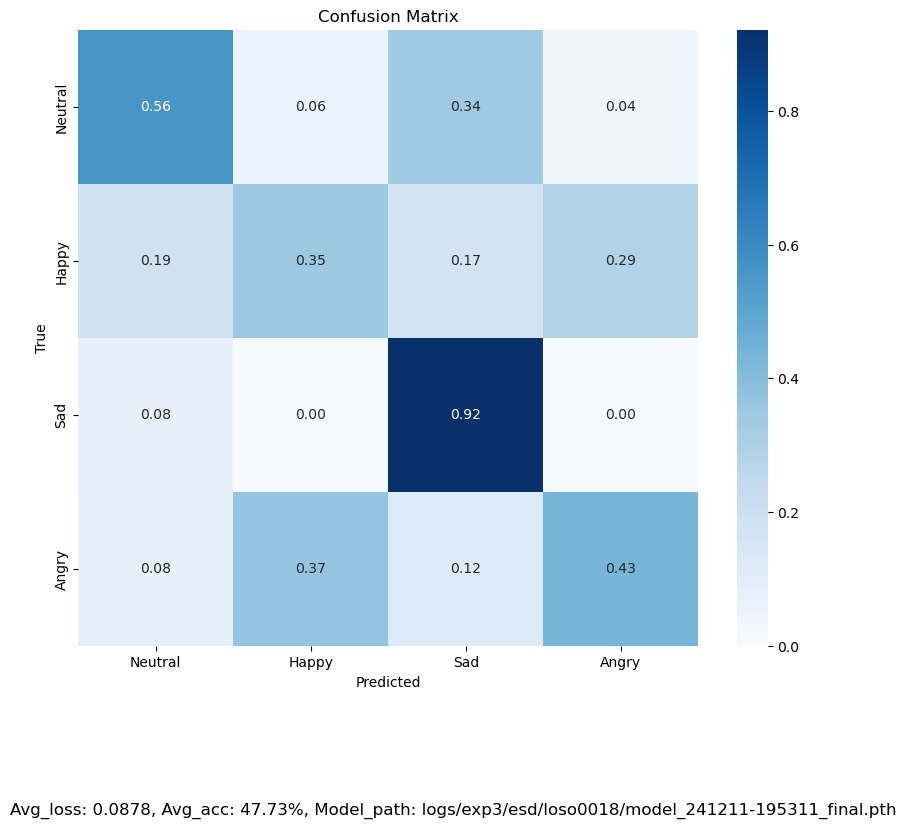 Confusion Matrix
Neutral 0.56 0.06 0.34 0.04
Happy 0.19 0.35 0.17 0.29
Sad 0.08 0.00 0.92 0.00
Angry 0.08 0.37 0.12 0.43
True
Neutral Happy Sad Angry
Predicted
0.8
0.6
0.4
0.2
0.0
Avg_loss: 0.0878, Avg_acc: 47.73%, Model_path: logs/exp3/esd/loso0018/model_241211-195311_final.pth